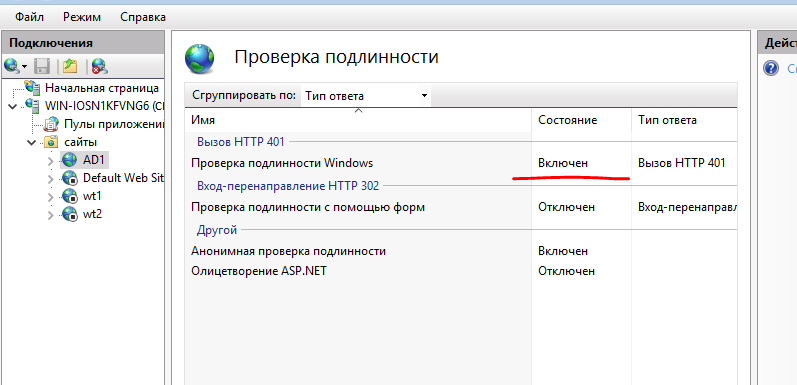 Файл Режим Справка
Подключения
Начальная страница
WIN-IOSN1KFVNG6 (
Пулы приложени
сайты
AD1
Default Web Sit
wt1
wt2
Проверка подлинности
Сгруппировать по: Тип ответа
Имя Состояние Тип ответа
Вызов HTTP 401
Проверка подлинности Windows Включен Вызов HTTP 401
Вход-перенаправление HTTP 302
Проверка подлинности с помощью форм Отключен Вход-перенаправл
Другой
Анонимная проверка подлинности Включен
Олицетворение ASP.NET Отключен
Дейст